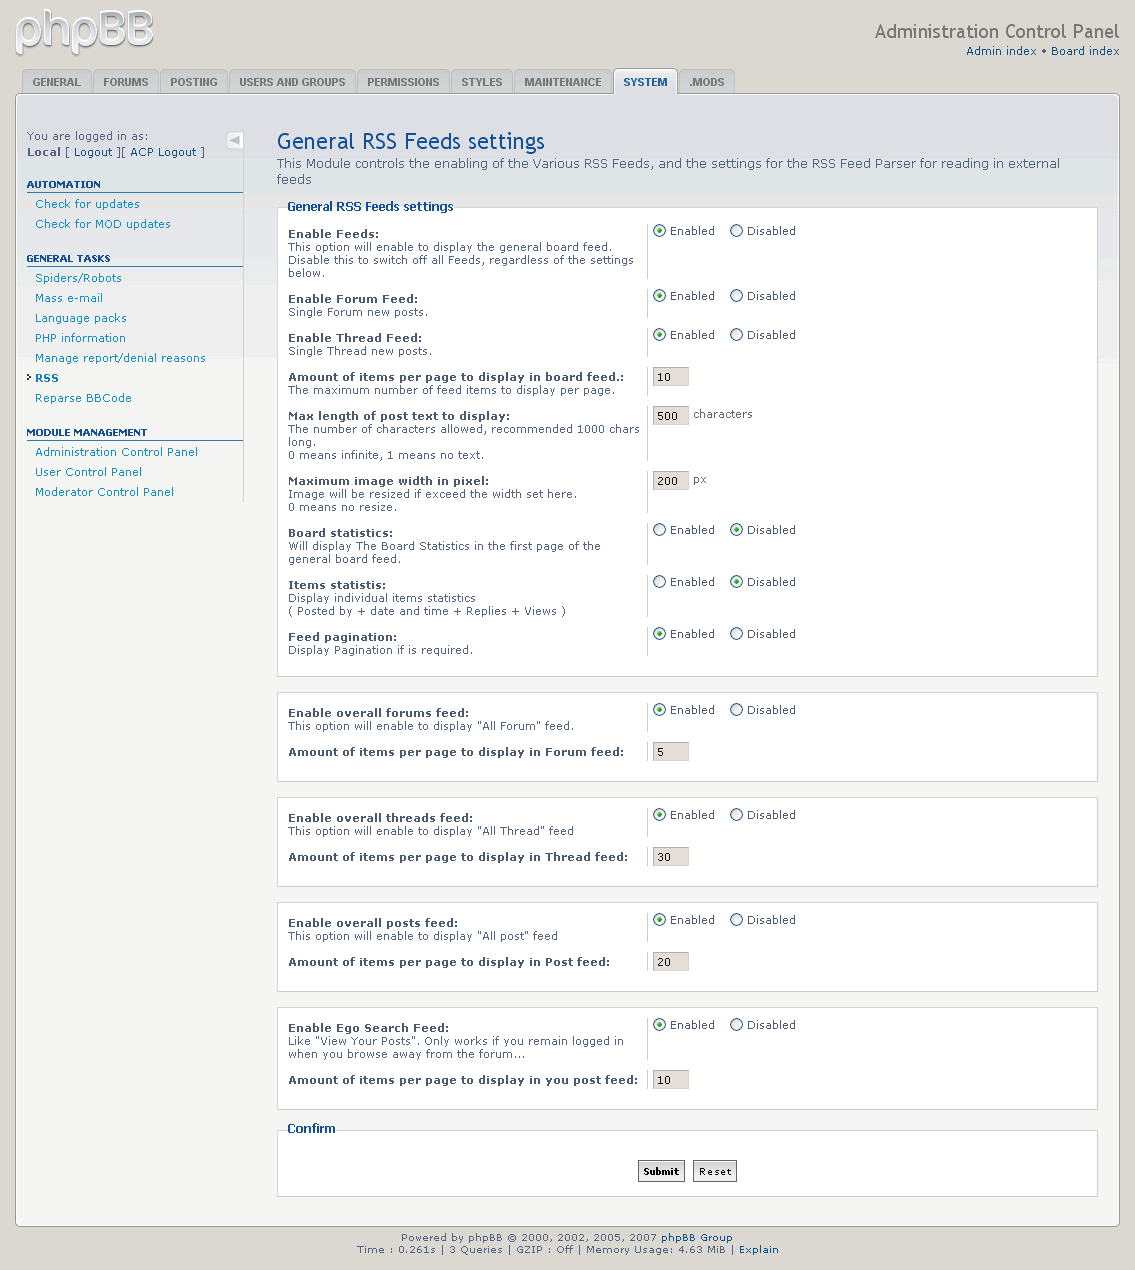 phpBB
Administration Control Panel
Admin index • Board index
GENERAL FORUMS POSTING USERS AND GROUPS PERMISSIONS STYLES MAINTENANCE SYSTEM .MODS
You are logged in as:
Local [ Logout ][ ACP Logout ]
AUTOMATION
Check for updates
Check for MOD updates
GENERAL TASKS
Spiders/Robots
Mass e-mail
Language packs
PHP information
Manage report/denial reasons
RSS
Reparse BBCode
MODULE MANAGEMENT
Administration Control Panel
User Control Panel
Moderator Control Panel
General RSS Feeds settings
This Module controls the enabling of the Various RSS Feeds, and the settings for the RSS Feed Parser for reading in external
feeds
General RSS Feeds settings
Enable Feeds:
This option will enable to display the general board feed.
Disable this to switch off all Feeds, regardless of the settings
below.
Enabled Disabled
Enable Forum Feed:
Single Forum new posts.
Enabled Disabled
Enable Thread Feed:
Single Thread new posts.
Enabled Disabled
Amount of items per page to display in board feed.:
The maximum number of feed items to display per page.
10
Max length of post text to display:
The number of characters allowed, recommended 1000 chars
long.
0 means infinite, 1 means no text.
500 characters
Maximum image width in pixel:
Image will be resized if exceed the width set here.
0 means no resize.
200 px
Board statistics:
Will display The Board Statistics in the first page of the
general board feed.
Enabled Disabled
Items statistis:
Display individual items statistics
( Posted by + date and time + Replies + Views )
Enabled Disabled
Feed pagination:
Display Pagination if is required.
Enabled Disabled
Enable overall forums feed:
This option will enable to display "All Forum" feed.
Enabled Disabled
Amount of items per page to display in Forum feed:
5
Enable overall threads feed:
This option will enable to display "All Thread" feed
Enabled Disabled
Amount of items per page to display in Thread feed:
30
Enable overall posts feed:
This option will enable to display "All post" feed
Enabled Disabled
Amount of items per page to display in Post feed:
20
Enable Ego Search Feed:
Like "View Your Posts". Only works if you remain logged in
when you browse away from the forum...
Enabled Disabled
Amount of items per page to display in you post feed:
10
Confirm
Submit Reset
Powered by phpBB © 2000, 2002, 2005, 2007 phpBB Group
Time : 0.261s | 3 Queries | GZIP : Off | Memory Usage: 4.63 MiB | Explain